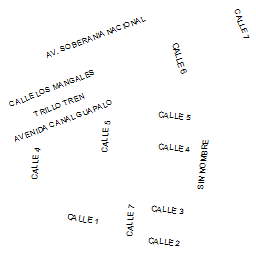 CALLE 7
AV. SOBERANIA NACIONAL
CALLE 6
CALLE LOS MANGALES
TRILLO TREN
AVENIDA CANAL GUAPALO
CALLE 5
CALLE 5
CALLE 4
CALLE 4
SIN NOMBRE
CALLE 1
CALLE 7
CALLE 3
CALLE 2